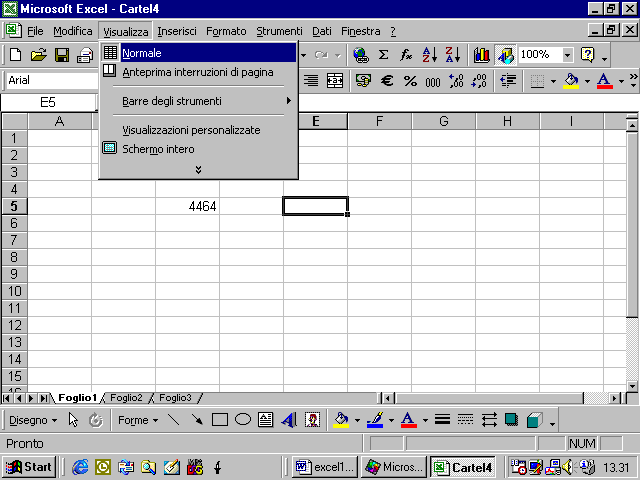 Microsoft Excel - Cartel4
File Modifica Visualizza Inserisci Formato Strumenti Dati Finestra ?
100%
Normale
Anteprima interruzioni di pagina
Barre degli strumenti
Visualizzazioni personalizzate
Schermo intero
Arial
€ % 000
E5
A E F G H I
1
2
3
4
5 4464
6
7
8
9
10
11
12
13
14
15
16
Foglio1 Foglio2 Foglio3
Disegno Forme
Pronto NUM
Start excel1... Micros... Cartel4 13.31